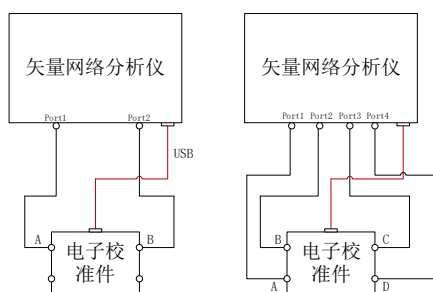 矢量网络分析仪
Port1
Port2
USB
A
B
电子校
准件
矢量网络分析仪
Port1
Port2
Port3
Port4
B
C
电子校
准件
A
D